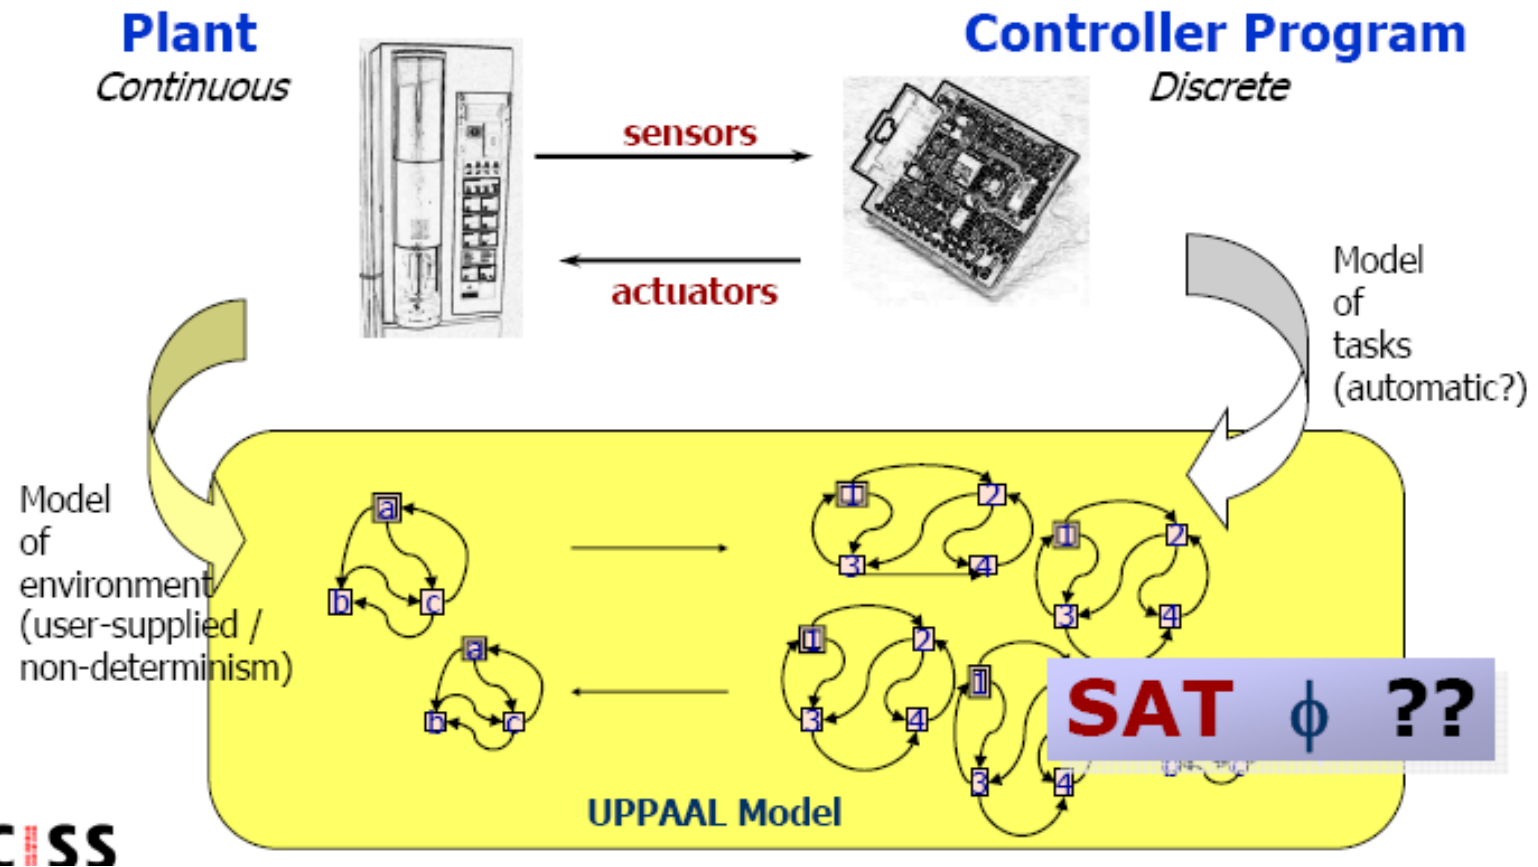 Plant
Continuous
Controller Program
Discrete
sensors
actuators
Model
of
tasks
(automatic?)
Model
of
environment
(user-supplied /
non-determinism)
a
b
c
a
b
c
1
2
3
4
1
2
3
4
1
2
3
4
1
3
4
SAT ϕ ??
UPPAAL Model
CISS